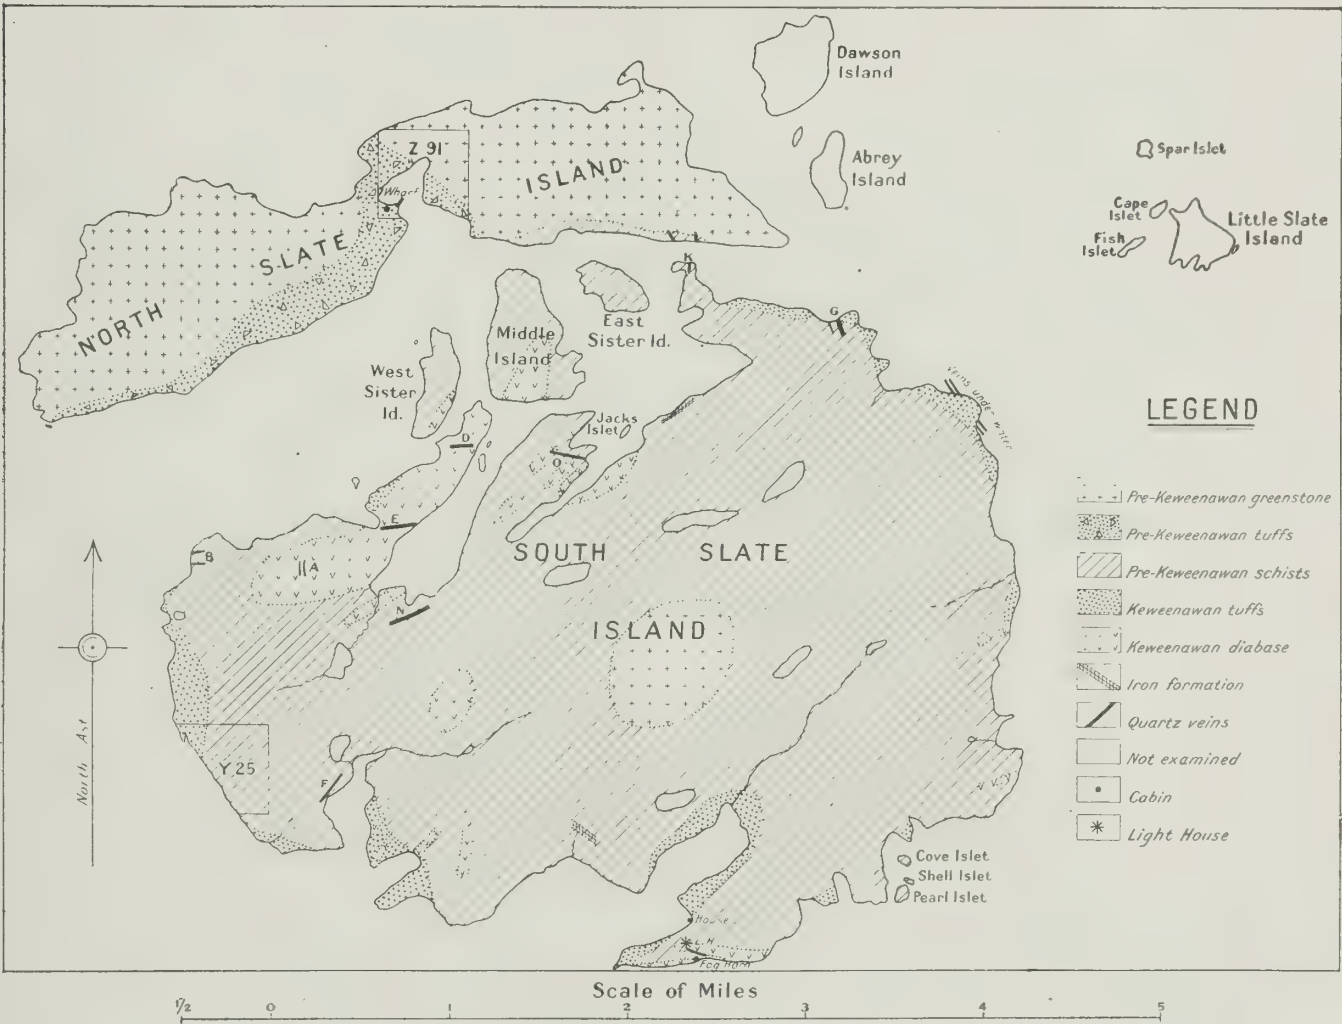 Dawson
Island
Abrey
Island
Spar Islet
Cape
Islet
Fish
Islet
Little Slate
Island
Z 91
Wharf
NORTH SLATE ISLAND
L
K
G
Veins under water
East
Sister Id.
Middle
Island
West
Sister
Id.
Jacks
Islet
D
O
E
B
A
N
SOUTH SLATE
ISLAND
Y 25
F
North Ast
Cove Islet
Shell Islet
Pearl Islet
House
L.H.
Fog Horn
LEGEND
Pre-Keweenawan greenstone
Pre-Keweenawan tuffs
Pre-Keweenawan schists
Keweenawan tuffs
Keweenawan diabase
Iron formation
Quartz veins
Not examined
Cabin
Light House
Scale of Miles
1/2 0 1 2 3 4 5